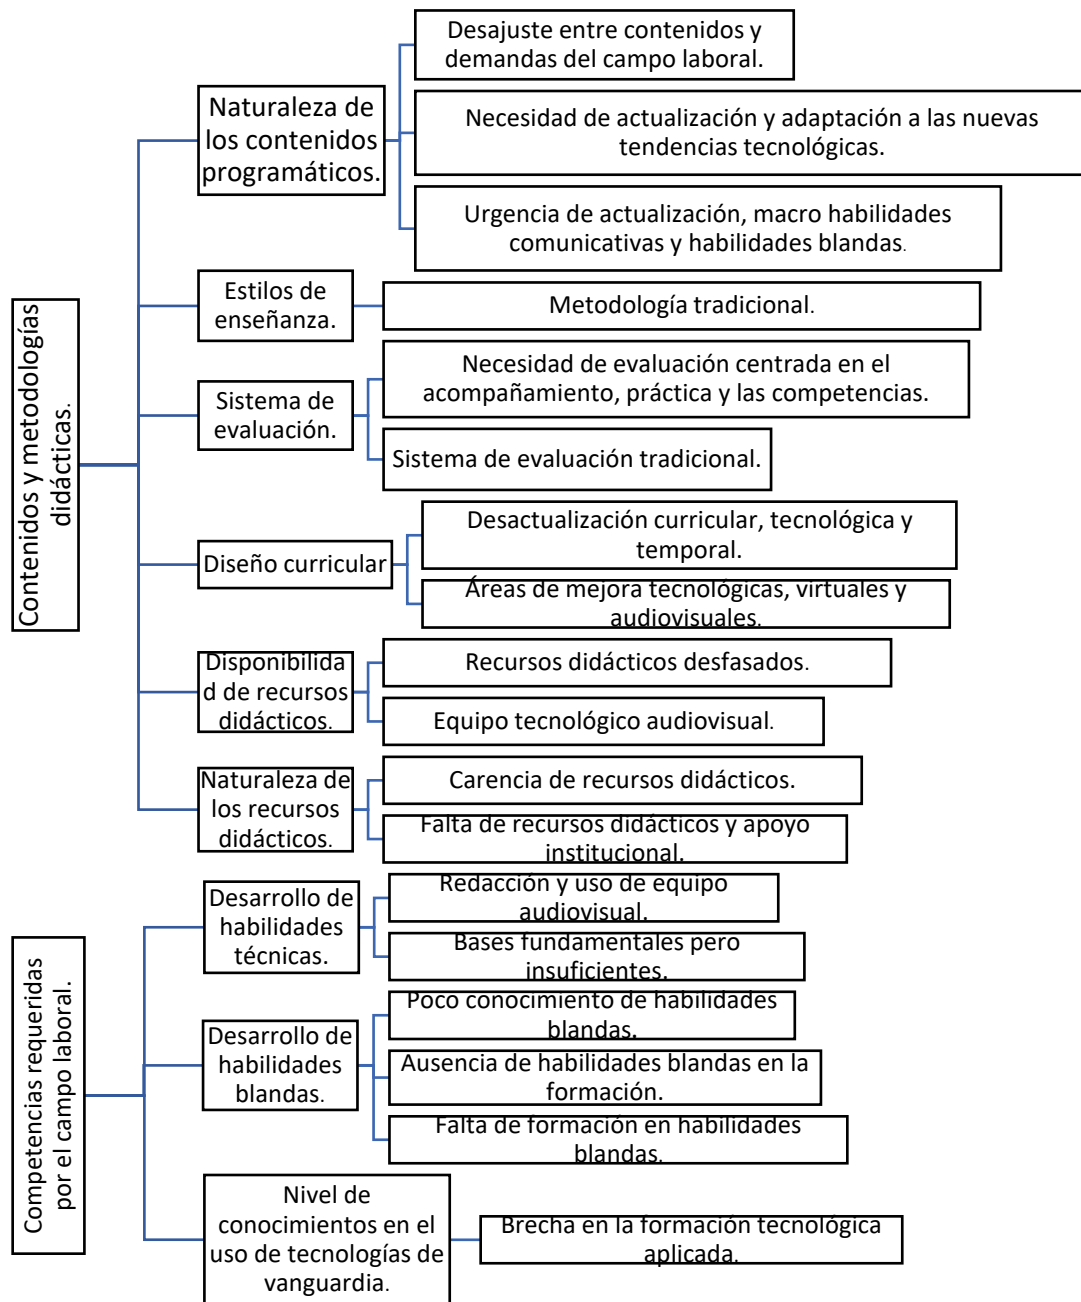 Contenidos y metodologías
didácticas.
Naturaleza de
los contenidos
programáticos.
Desajuste entre contenidos y
demandas del campo laboral.
Necesidad de actualización y adaptación a las nuevas
tendencias tecnológicas.
Urgencia de actualización, macro habilidades
comunicativas y habilidades blandas.
Estilos de
enseñanza.
Metodología tradicional.
Sistema de
evaluación.
Necesidad de evaluación centrada en el
acompañamiento, práctica y las competencias.
Sistema de evaluación tradicional.
Diseño curricular
Desactualización curricular, tecnológica y
temporal.
Áreas de mejora tecnológicas, virtuales y
audiovisuales.
Disponibilida
d de recursos
didácticos.
Recursos didácticos desfasados.
Equipo tecnológico audiovisual.
Naturaleza de
los recursos
didácticos.
Carencia de recursos didácticos.
Falta de recursos didácticos y apoyo
institucional.
Competencias requeridas
por el campo laboral.
Desarrollo de
habilidades
técnicas.
Redacción y uso de equipo
audiovisual.
Bases fundamentales pero
insuficientes.
Desarrollo de
habilidades
blandas.
Poco conocimiento de habilidades
blandas.
Ausencia de habilidades blandas en la
formación.
Falta de formación en habilidades
blandas.
Nivel de
conocimientos en el
uso de tecnologías de
vanguardia.
Brecha en la formación tecnológica
aplicada.